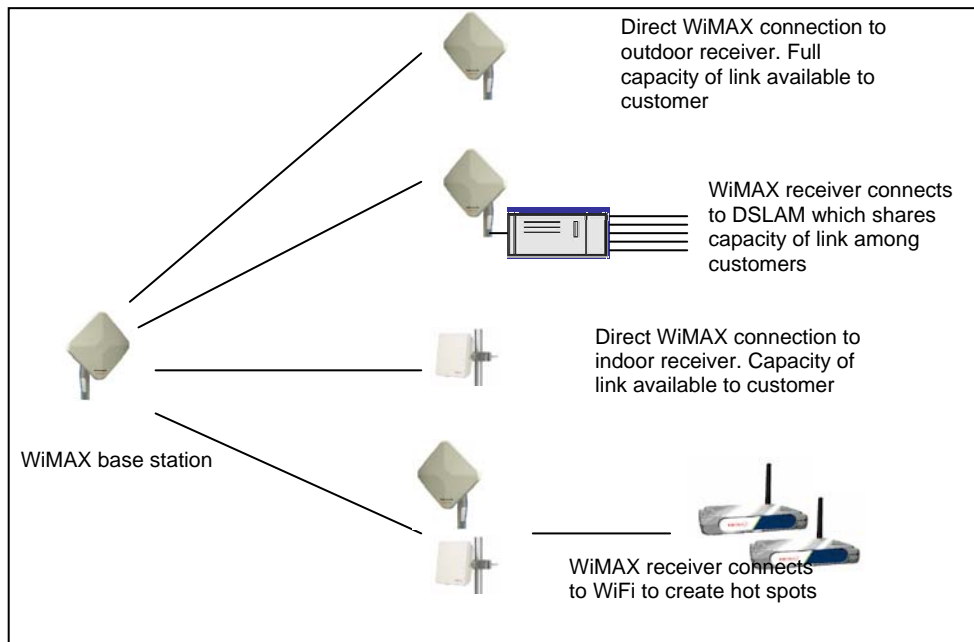 Direct WiMAX connection to
outdoor receiver. Full
capacity of link available to
customer
WiMAX receiver connects
to DSLAM which shares
capacity of link among
customers
Direct WiMAX connection to
indoor receiver. Capacity of
link available to customer
WiMAX base station
WiMAX receiver connects
to WiFi to create hot spots